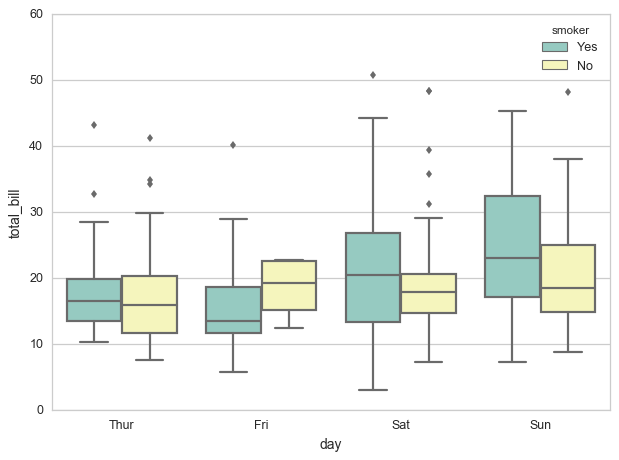 60
50
40
30
20
10
0
total_bill
smoker
Yes
No
Thur Fri Sat Sun
day